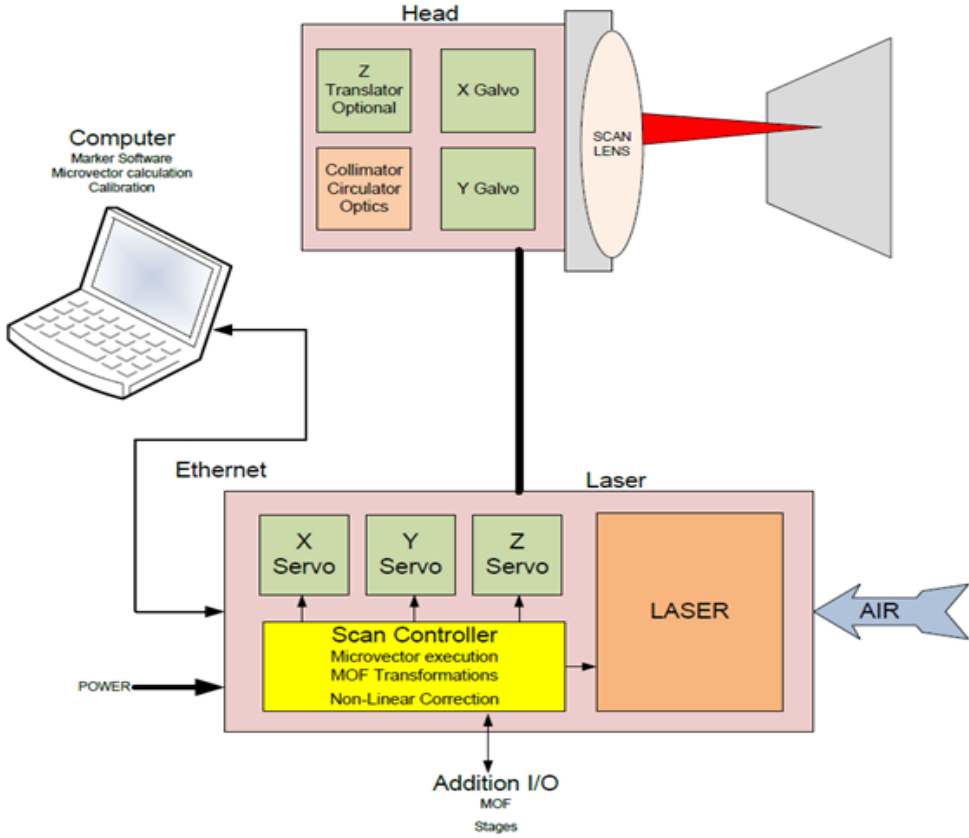 Head
Z
Translator
Optional
X Galvo
Collimator
Circulator
Optics
Y Galvo
SCAN
LENS
Computer
Marker Software
Microvector calculation
Calibration
Ethernet
Laser
X
Servo
Y
Servo
Z
Servo
Scan Controller
Microvector execution
MOF Transformations
Non-Linear Correction
LASER
AIR
POWER
Addition I/O
MOF
Stages